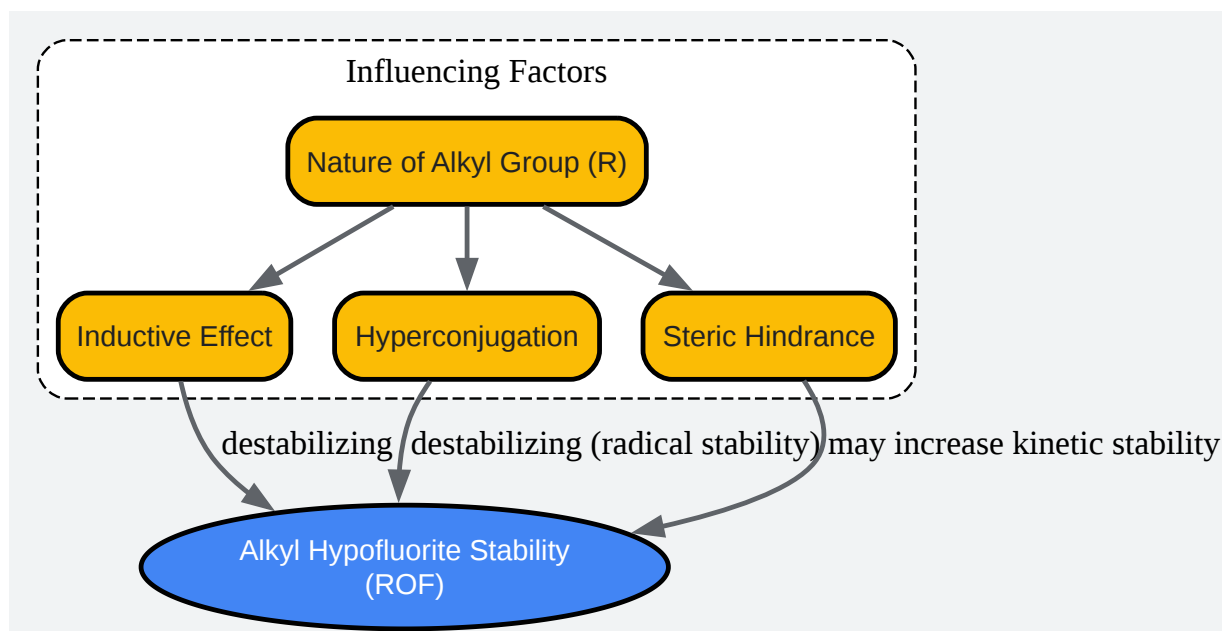 Influencing Factors
Nature of Alkyl Group (R)
Inductive Effect
Hyperconjugation
Steric Hindrance
destabilizing
destabilizing (radical stability)
may increase kinetic stability
Alkyl Hypofluorite Stability
(ROF)